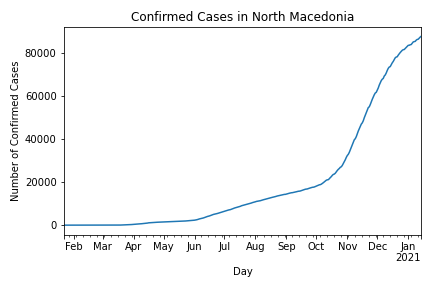 Confirmed Cases in North Macedonia
Number of Confirmed Cases
80000
60000
40000
20000
0
Feb Mar Apr May Jun Jul Aug Sep Oct Nov Dec Jan
2021
Day